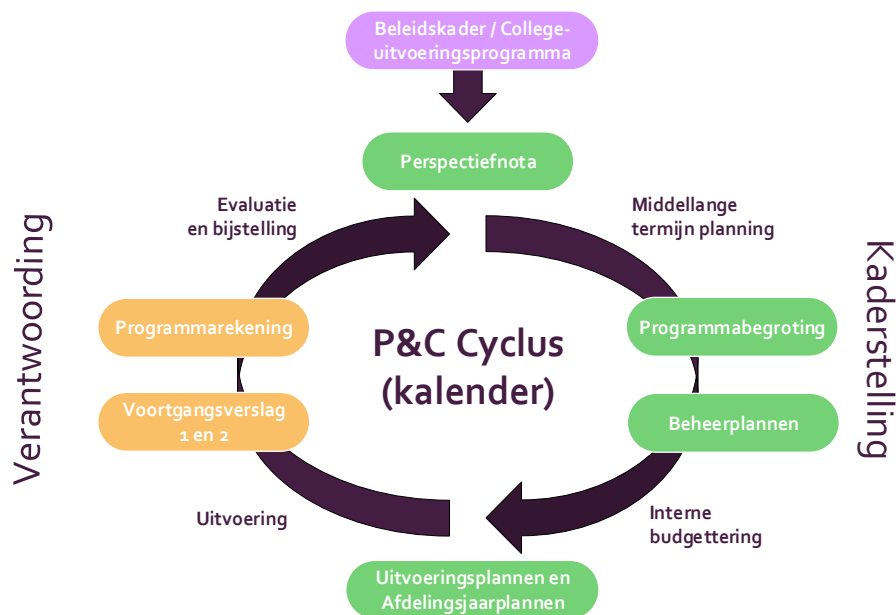 Beleidskader / College-
uitvoeringsprogramma
Perspectiefnota
Evaluatie
en bijstelling
Middellange
termijn planning
Verantwoording
Kaderstelling
Programmarekening
P&C Cyclus
(kalender)
Programmabegroting
Voortgangsverslag
1 en 2
Beheerplannen
Uitvoering
Interne
budgettering
Uitvoeringsplannen en
Afdelingsjaarplannen